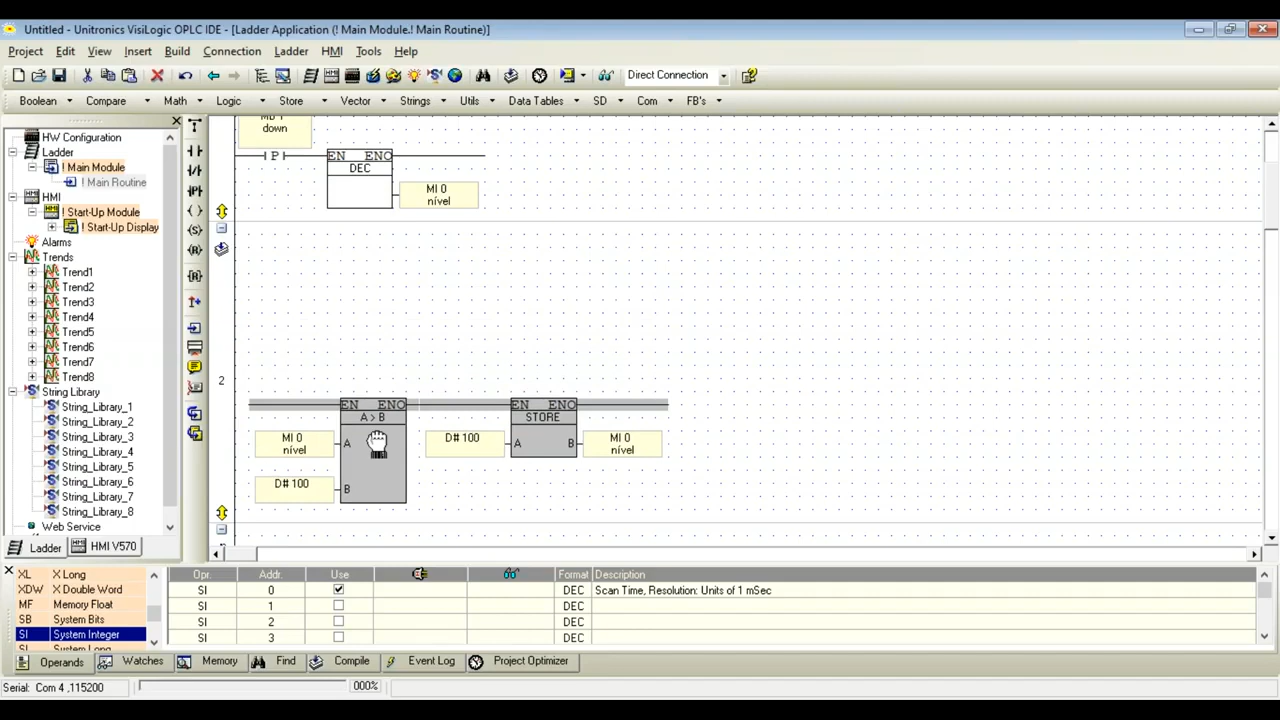 Untitled - Unitronics VisiLogic OPLC IDE - [Ladder Application (! Main Module.! Main Routine)]
Project Edit View Insert Build Connection Ladder HMI Tools Help
Direct Connection
Boolean Compare Math Logic Store Vector Strings Utils Data Tables SD Com FB's
HW Configuration
Ladder
! Main Module
! Main Routine
HMI
! Start-Up Module
! Start-Up Display
Alarms
Trends
Trend1
Trend2
Trend3
Trend4
Trend5
Trend6
Trend7
Trend8
String Library
String_Library_1
String_Library_2
String_Library_3
String_Library_4
String_Library_5
String_Library_6
String_Library_7
String_Library_8
Web Service
Ladder HMI V570
down
P EN ENO
DEC
MI 0
nível
2
EN ENO EN ENO
A > B STORE
MI 0
nível
A
D# 100
A B
MI 0
nível
D# 100
B
XL X Long
XDW X Double Word
MF Memory Float
SB System Bits
SI System Integer
Opr. Addr. Use Format Description
SI 0 DEC Scan Time, Resolution: Units of 1 mSec
SI 1 DEC
SI 2 DEC
SI 3 DEC
Operands Watches Memory Find Compile Event Log Project Optimizer
Serial: Com 4 ,115200 000%